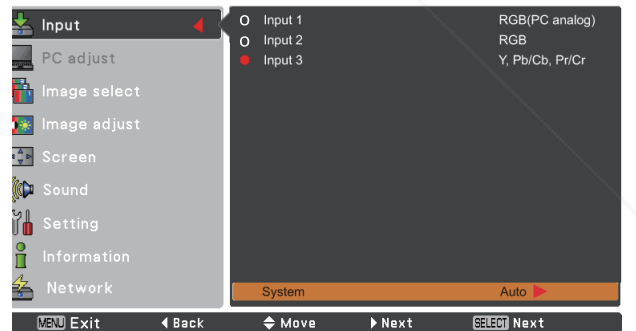 Input
PC adjust
Image select
Image adjust
Screen
Sound
Setting
Information
Network
O Input 1 RGB(PC analog)
O Input 2 RGB
Input 3 Y, Pb/Cb, Pr/Cr
System Auto
MENU Exit Back Move Next SELECT Next